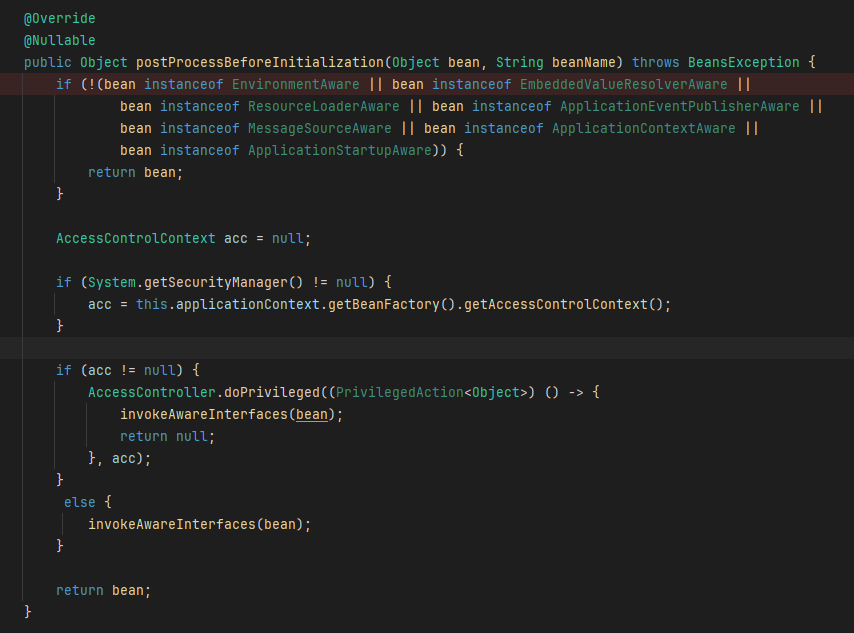 @Override
@Nullable
public Object postProcessBeforeInitialization(Object bean, String beanName) throws BeansException {
    if (!(bean instanceof EnvironmentAware || bean instanceof EmbeddedValueResolverAware ||
            bean instanceof ResourceLoaderAware || bean instanceof ApplicationEventPublisherAware ||
            bean instanceof MessageSourceAware || bean instanceof ApplicationContextAware ||
            bean instanceof ApplicationStartupAware)) {
        return bean;
    }

    AccessControlContext acc = null;

    if (System.getSecurityManager() != null) {
        acc = this.applicationContext.getBeanFactory().getAccessControlContext();
    }

    if (acc != null) {
        AccessController.doPrivileged((PrivilegedAction<Object>) () -> {
            invokeAwareInterfaces(bean);
            return null;
        }, acc);
    }
     else {
        invokeAwareInterfaces(bean);
    }

    return bean;
}